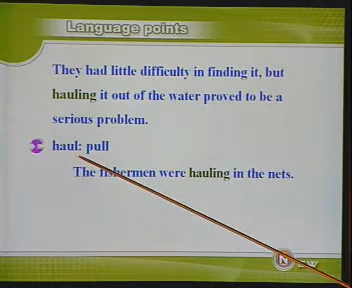 Language points
They had little difficulty in finding it, but
hauling it out of the water proved to be a
serious problem.
haul: pull
The fishermen were hauling in the nets.